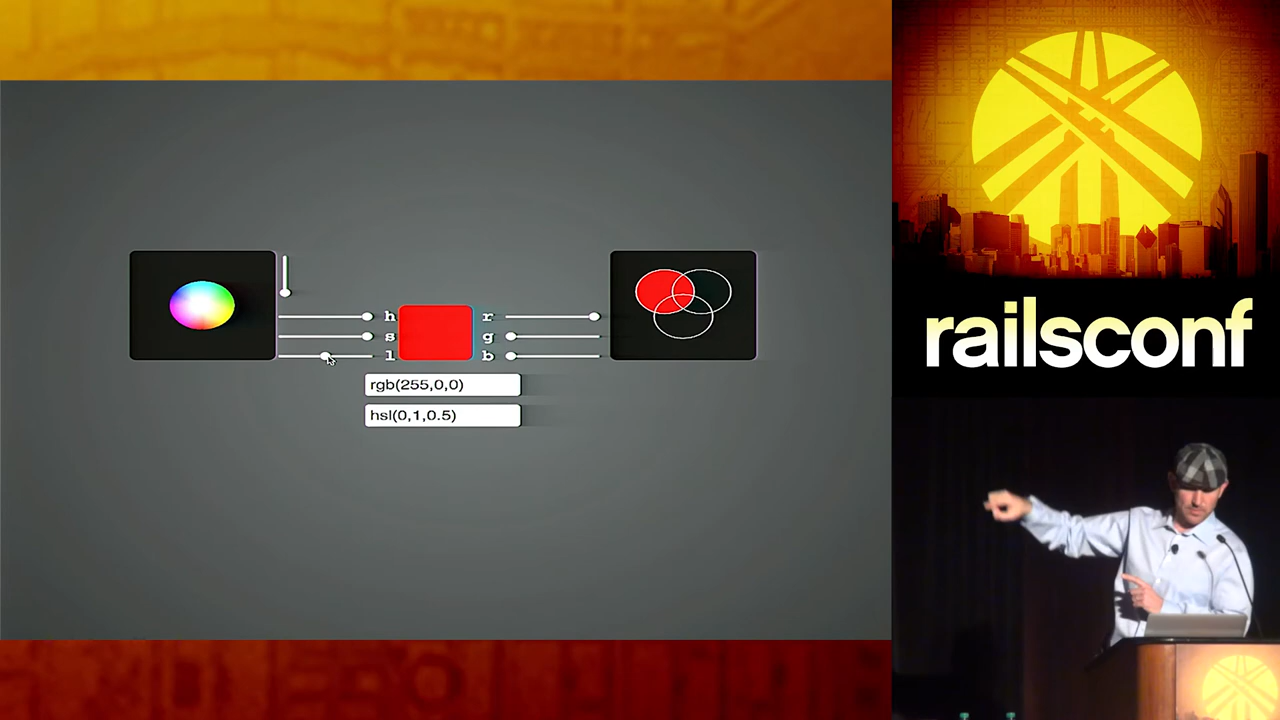 h
s
l
r
g
b
rgb(255,0,0)
hsl(0,1,0.5)
railsconf